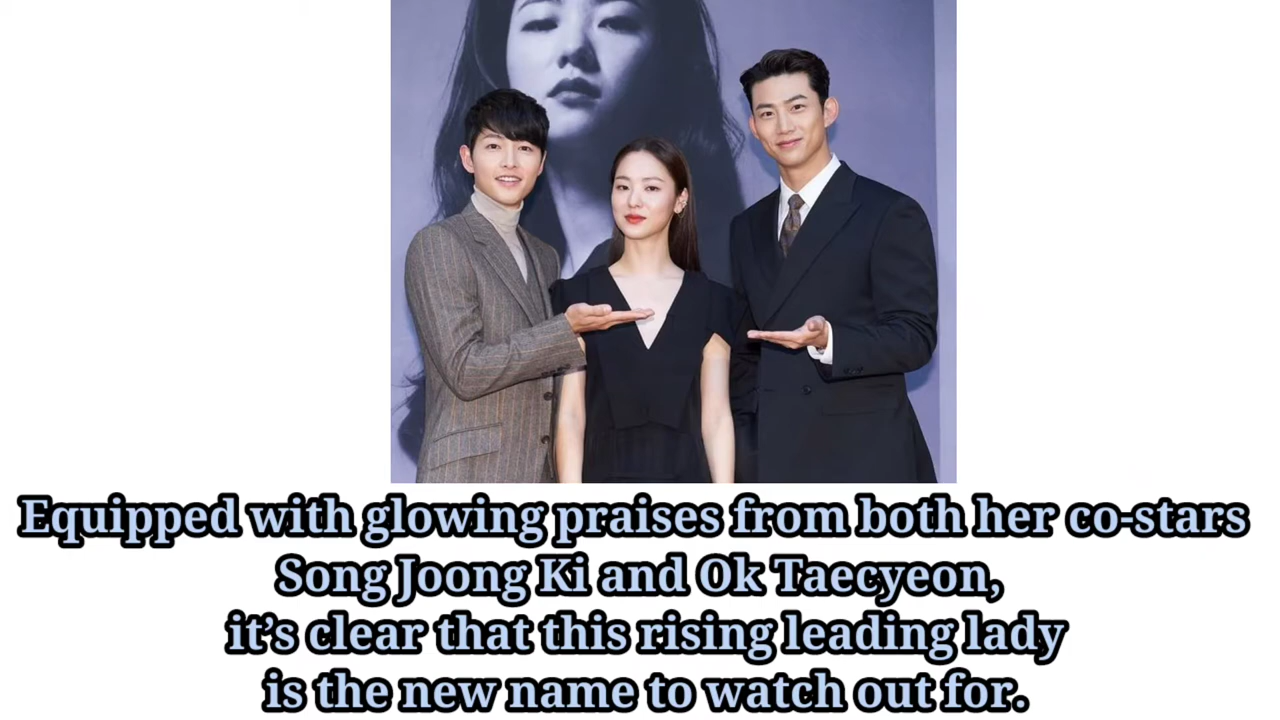 Equipped with glowing praises from both her co-stars
Song Joong Ki and Ok Taecyeon,
it’s clear that this rising leading lady
is the new name to watch out for.